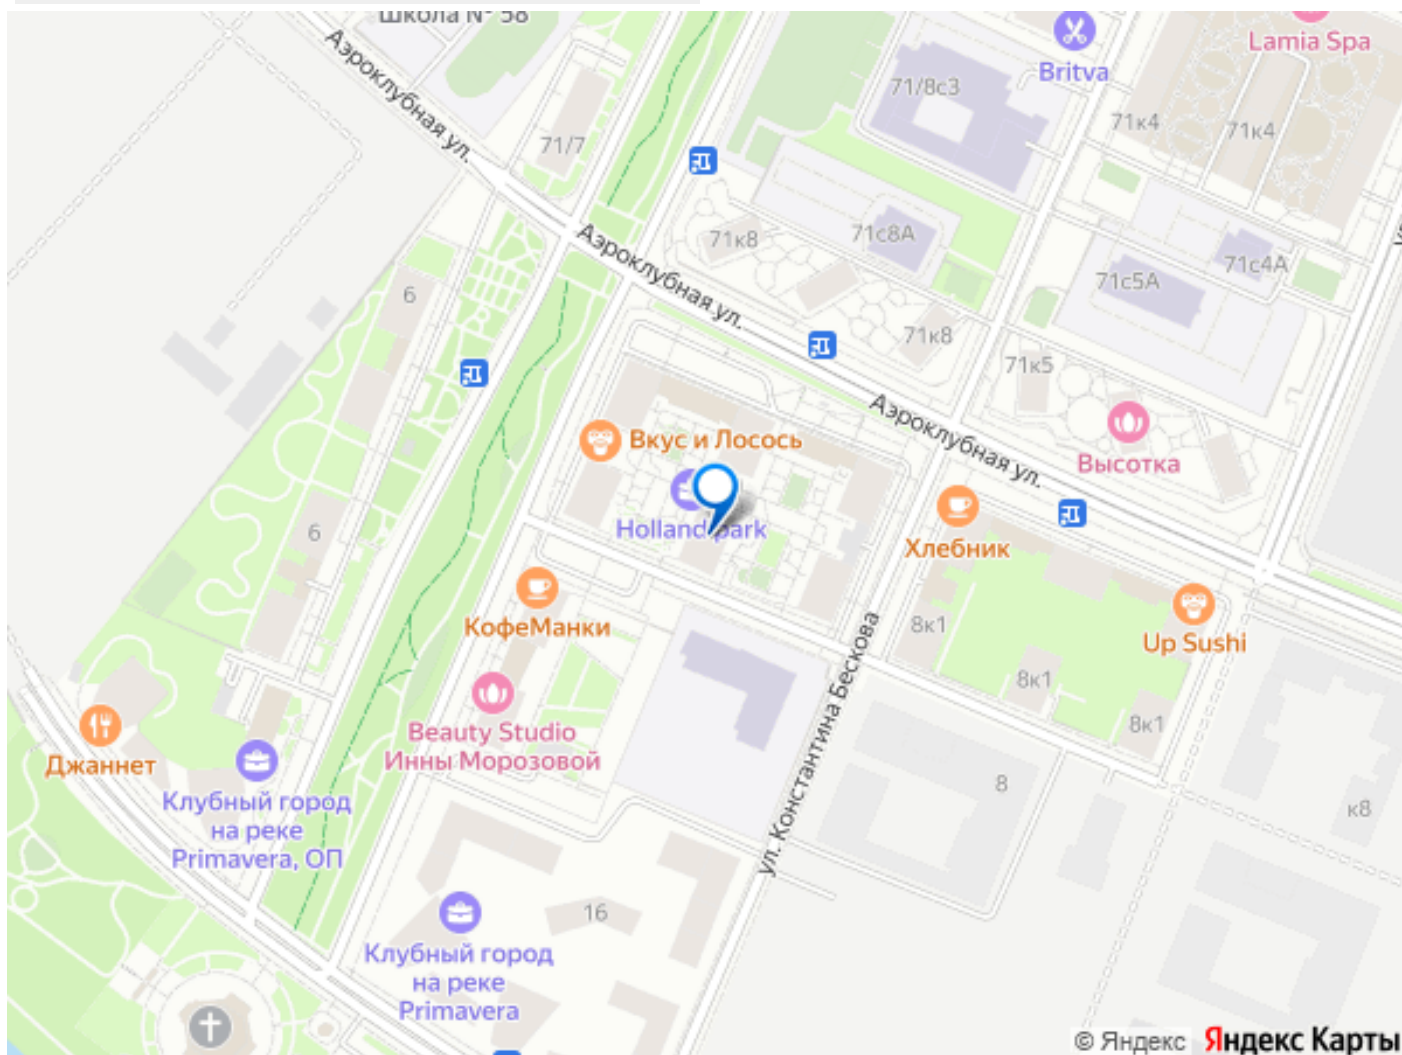 Школа № 58
Аэроклубная ул.
Britva
Lamia Spa
71/8с3
71к4
71к4
71/7
71к8
71с8А
71с4А
71с5А
Аэроклубная ул.
6
71к8
71к5
Аэроклубная ул.
Вкус и Лосось
Высотка
Holland park
6
Хлебник
КофеМанки
8к1
Up Sushi
ул. Константина Бескова
8к1
8к1
Beauty Studio
Инны Морозовой
Джаннет
8
к8
Клубный город
на реке
Primavera, ОП
16
Клубный город
на реке
Primavera
© Яндекс Яндекс Карты